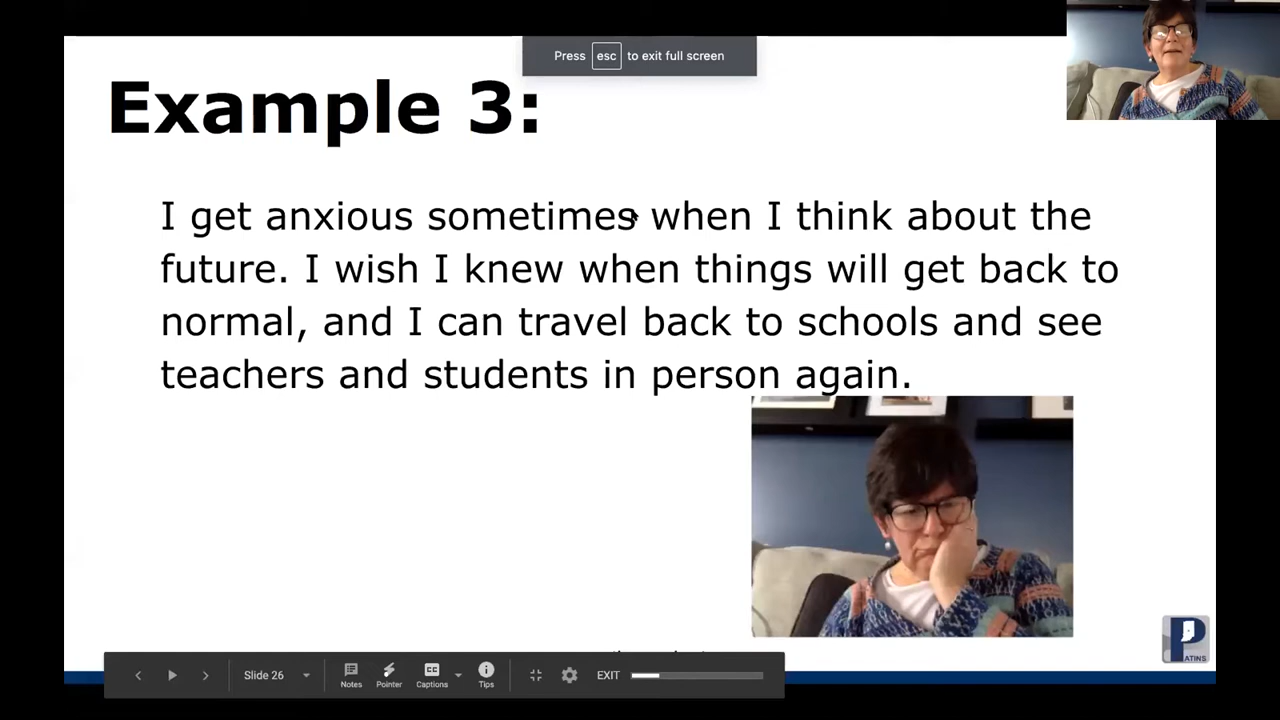 Press esc to exit full screen
Example 3:
I get anxious sometimes when I think about the
future. I wish I knew when things will get back to
normal, and I can travel back to schools and see
teachers and students in person again.
PATINS
Slide 26
Notes
Pointer
CC
Captions
Tips
EXIT